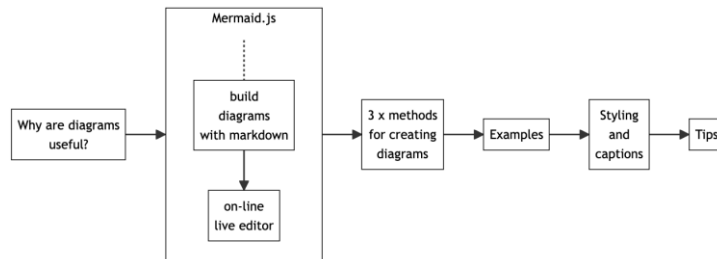 Mermaid.js
Why are diagrams
useful?
build
diagrams
with markdown
on-line
live editor
3 x methods
for creating
diagrams
Examples
Styling
and
captions
Tips